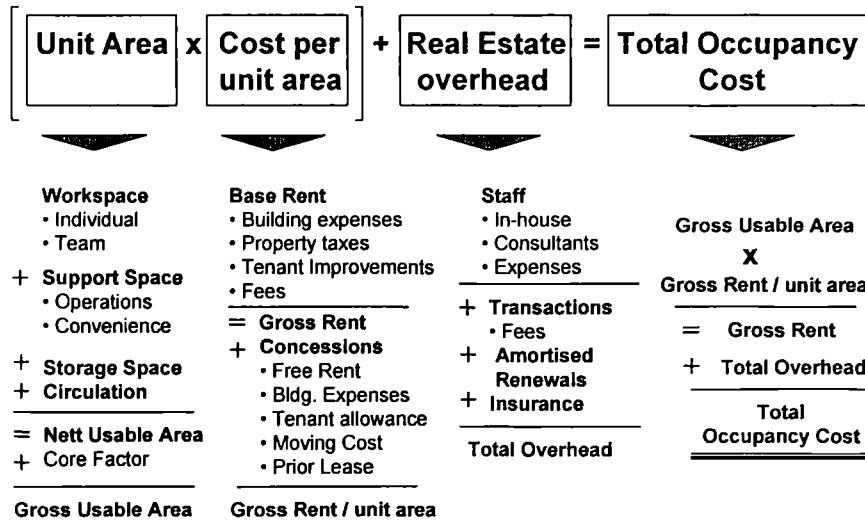 [ Unit Area x Cost per unit area ] + Real Estate overhead = Total Occupancy Cost
Workspace
• Individual
• Team
+ Support Space
• Operations
• Convenience
+ Storage Space
+ Circulation
= Nett Usable Area
+ Core Factor
Gross Usable Area
Base Rent
• Building expenses
• Property taxes
• Tenant Improvements
• Fees
= Gross Rent
+ Concessions
• Free Rent
• Bldg. Expenses
• Tenant allowance
• Moving Cost
• Prior Lease
Gross Rent / unit area
Staff
• In-house
• Consultants
• Expenses
+ Transactions
• Fees
+ Amortised
Renewals
+ Insurance
Total Overhead
Gross Usable Area
X
Gross Rent / unit area
= Gross Rent
+ Total Overhead
Total
Occupancy Cost